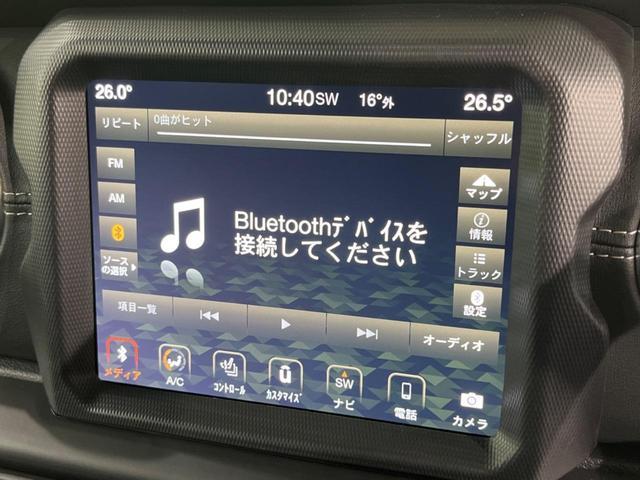 26.0°
10:40SW
16°外
26.5°
リピート
0曲がヒット
シャッフル
FM
AM
ソース
の選択
マップ
情報
トラック
設定
Bluetoothﾃﾞﾊﾞｲｽを
接続してください
項目一覧
オーディオ
メディア
A/C
ｺﾝﾄﾛｰﾙ
ｶｽﾀﾏｲｽﾞ
SW
ナビ
電話
カメラ